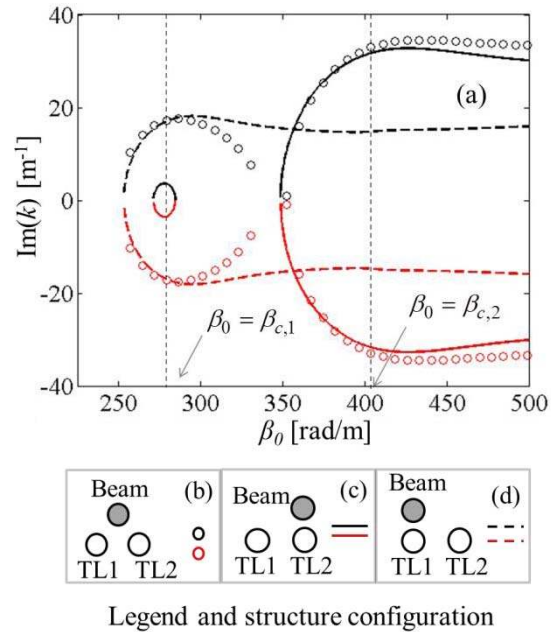 40
20
0
-20
-40
Im(k) [m⁻¹]
(a)
β₀ = β_c,1
β₀ = β_c,2
250 300 350 400 450 500
β₀ [rad/m]
Beam (b)
TL1 TL2
(c)
Beam
TL1 TL2
(d)
Beam
TL1 TL2
Legend and structure configuration